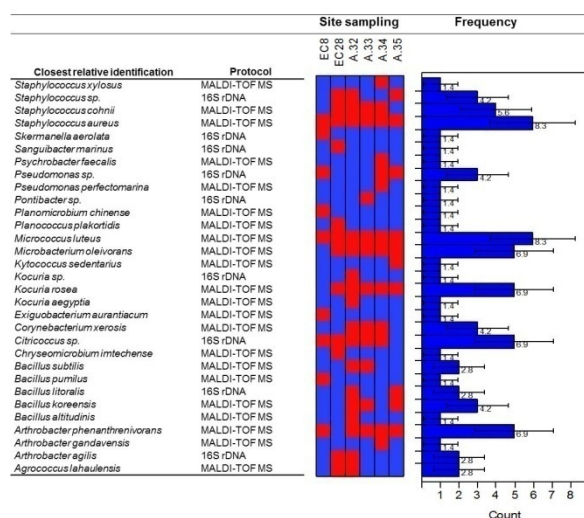 Site sampling Frequency
EC8 EC28 A.32 A.33 A.34 A.35
Closest relative identification Protocol
Staphylococcus xylosus MALDI-TOF MS 1.4
Staphylococcus sp. 16S rDNA 4.2
Staphylococcus cohnii MALDI-TOF MS 5.6
Staphylococcus aureus MALDI-TOF MS 8.3
Skermanella aerolata 16S rDNA 1.4
Sanguibacter marinus 16S rDNA 1.4
Psychrobacter faecalis MALDI-TOF MS 1.4
Pseudomonas sp. 16S rDNA 4.2
Pseudomonas perfectomarina MALDI-TOF MS 1.4
Pontibacter sp. 16S rDNA 1.4
Planomicrobium chinense MALDI-TOF MS 1.4
Planococcus plakortidis MALDI-TOF MS 1.4
Micrococcus luteus MALDI-TOF MS 8.3
Microbacterium oleivorans MALDI-TOF MS 6.9
Kytococcus sedentarius MALDI-TOF MS 1.4
Kocuria sp. 16S rDNA 1.4
Kocuria rosea MALDI-TOF MS 6.9
Kocuria aegyptia MALDI-TOF MS 1.4
Exiguobacterium aurantiacum MALDI-TOF MS 1.4
Corynebacterium xerosis MALDI-TOF MS 4.2
Citricoccus sp. 16S rDNA 6.9
Chryseomicrobium imtechense MALDI-TOF MS 1.4
Bacillus subtilis MALDI-TOF MS 2.8
Bacillus pumilus MALDI-TOF MS 1.4
Bacillus litoralis 16S rDNA 2.8
Bacillus koreensis MALDI-TOF MS 4.2
Bacillus altitudinis MALDI-TOF MS 1.4
Arthrobacter phenanthrenivorans MALDI-TOF MS 6.9
Arthrobacter gandavensis MALDI-TOF MS 1.4
Arthrobacter agilis 16S rDNA 2.8
Agrococcus lahaulensis MALDI-TOF MS 2.8
1 2 3 4 5 6 7 8
Count